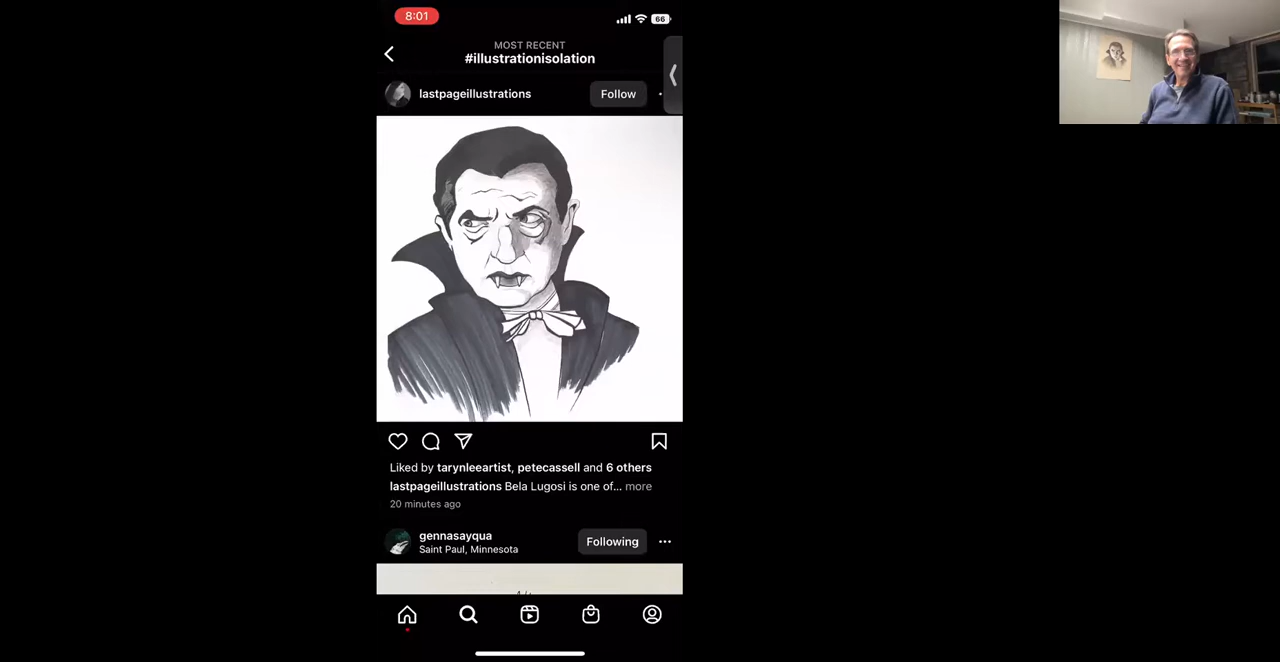 8:01
66
MOST RECENT
#illustrationisolation
lastpageillustrations
Follow
Liked by tarynleeartist, petecassell and 6 others
lastpageillustrations Bela Lugosi is one of... more
20 minutes ago
gennasayqua
Saint Paul, Minnesota
Following